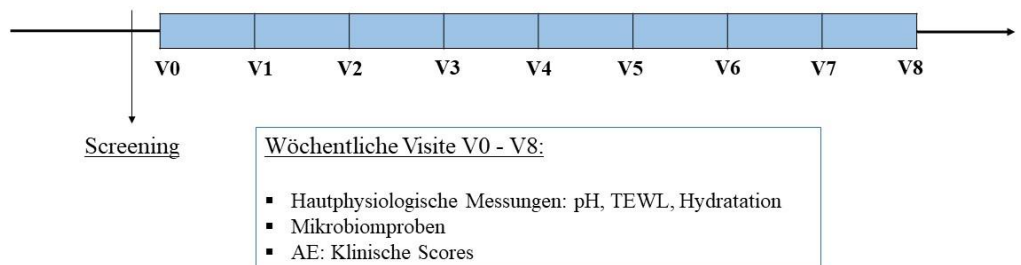 V0 V1 V2 V3 V4 V5 V6 V7 V8
Screening
Wöchentliche Visite V0 - V8:
▪ Hautphysiologische Messungen: pH, TEWL, Hydratation
▪ Mikrobiomproben
▪ AE: Klinische Scores